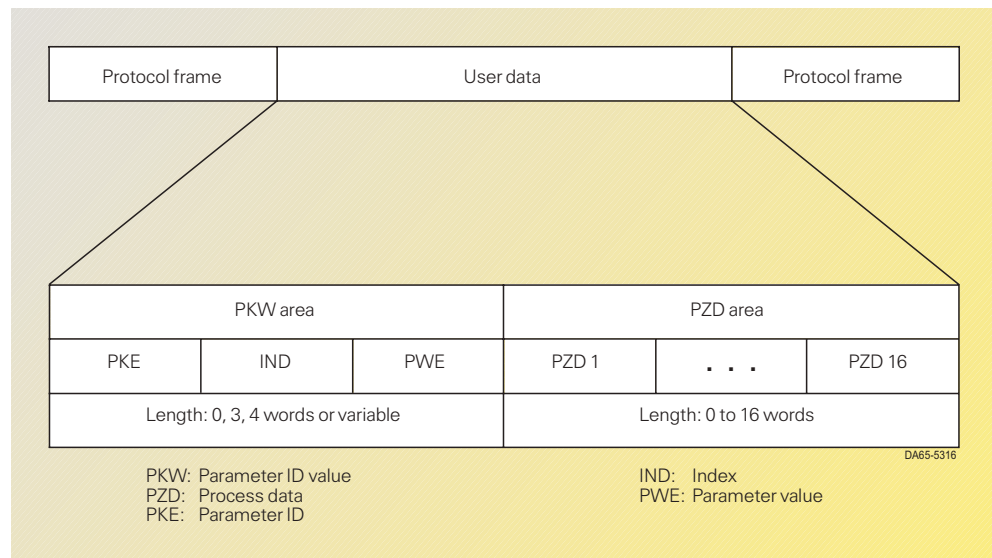 Protocol frame
User data
Protocol frame
PKW area
PZD area
PKE
IND
PWE
PZD 1
. . .
PZD 16
Length: 0, 3, 4 words or variable
Length: 0 to 16 words
DA65-5316
PKW: Parameter ID value
PZD: Process data
PKE: Parameter ID
IND: Index
PWE: Parameter value